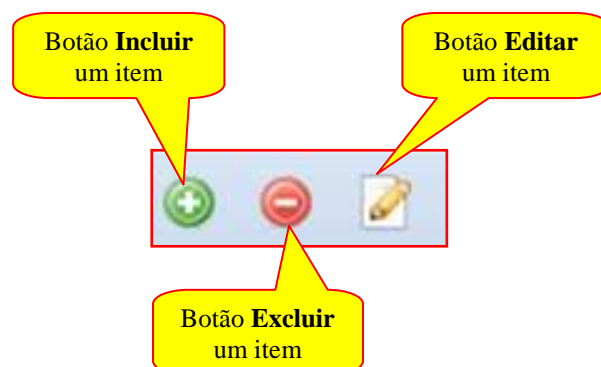 Botão Incluir
um item
Botão Editar
um item
Botão Excluir
um item